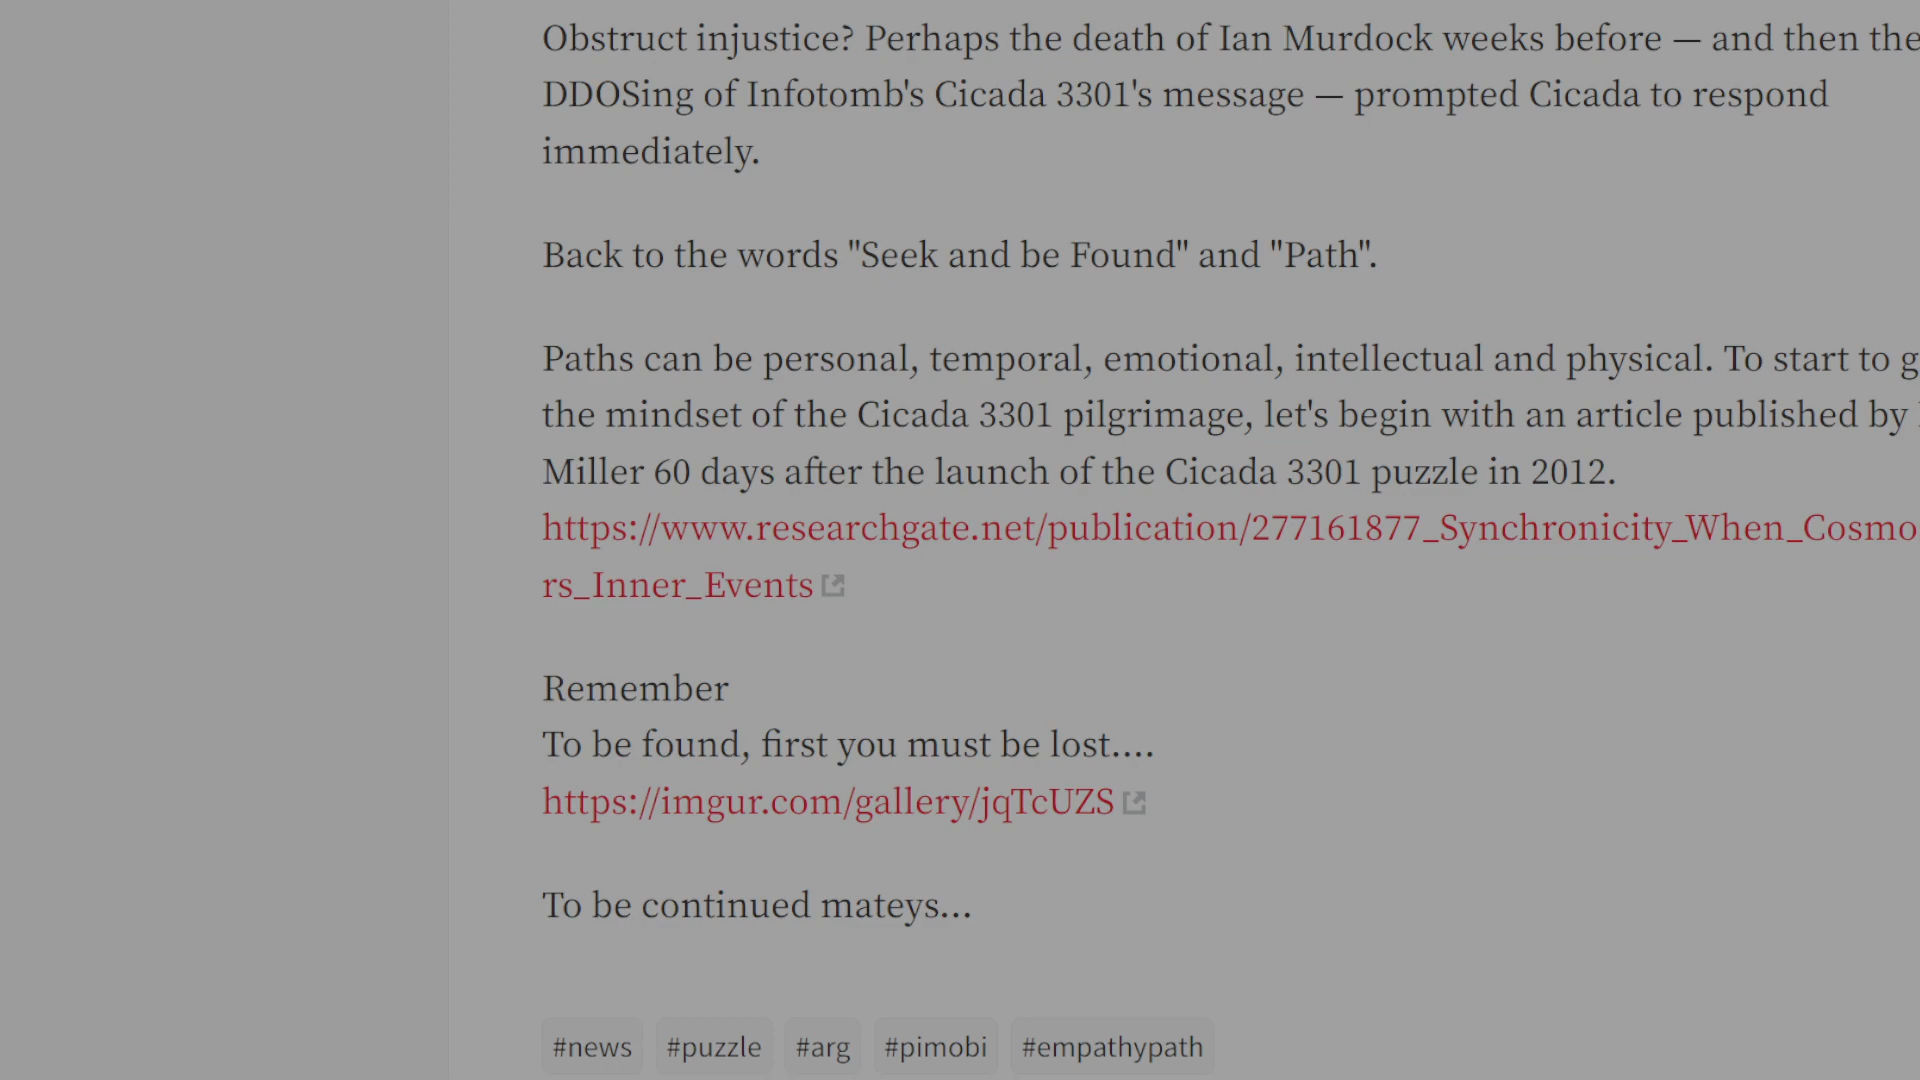 Obstruct injustice? Perhaps the death of Ian Murdock weeks before — and then the
DDOSing of Infotomb's Cicada 3301's message — prompted Cicada to respond
immediately.
Back to the words "Seek and be Found" and "Path".
Paths can be personal, temporal, emotional, intellectual and physical. To start to
the mindset of the Cicada 3301 pilgrimage, let's begin with an article published by
Miller 60 days after the launch of the Cicada 3301 puzzle in 2012.
https://www.researchgate.net/publication/277161877_Synchronicity_When_Cosmo
rs_Inner_Events
Remember
To be found, first you must be lost....
https://imgur.com/gallery/jqTcUZS
To be continued mateys...
#news #puzzle #arg #pimobi #empathypath